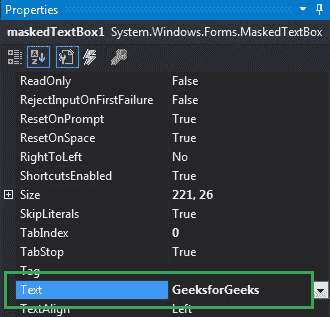 Properties
maskedTextBox1 System.Windows.Forms.MaskedTextBox
ReadOnly False
RejectInputOnFirstFailure False
ResetOnPrompt True
ResetOnSpace True
RightToLeft No
ShortcutsEnabled True
Size 221, 26
SkipLiterals True
TabIndex 0
TabStop True
Tag
Text GeeksforGeeks
TextAlign Left